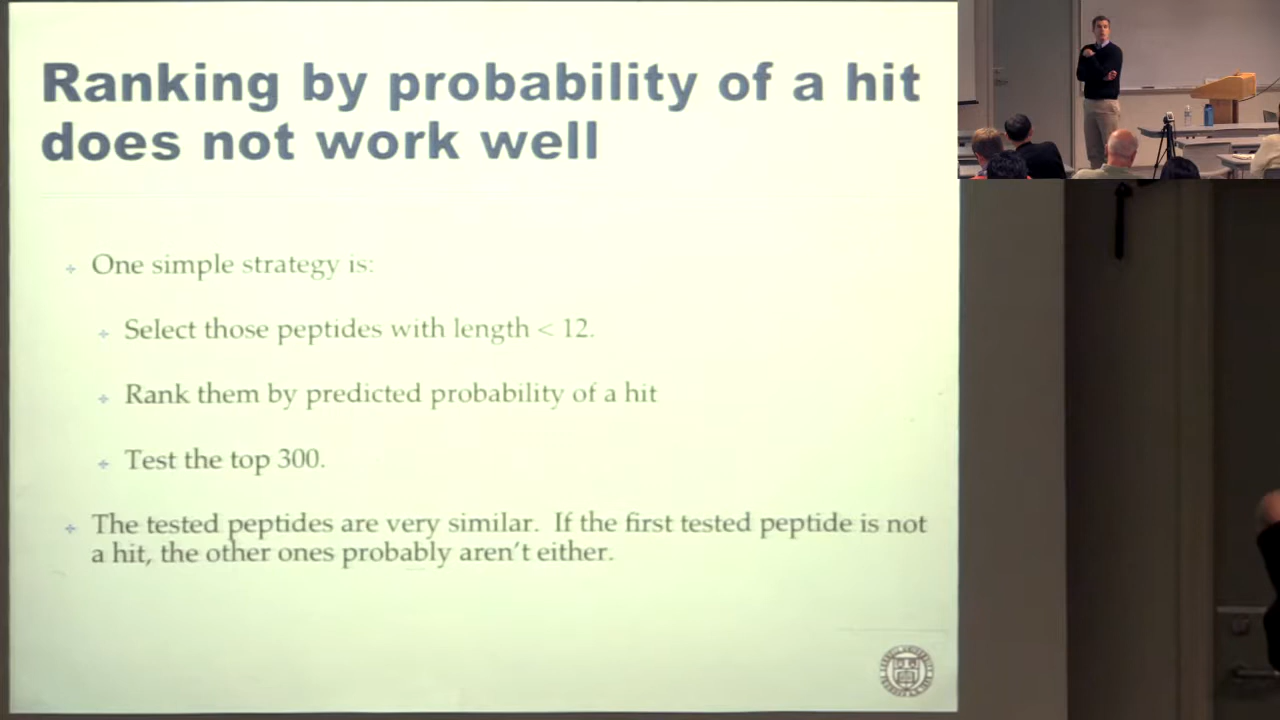 Ranking by probability of a hit
does not work well
One simple strategy is:
Select those peptides with length < 12.
Rank them by predicted probability of a hit
Test the top 300.
The tested peptides are very similar. If the first tested peptide is not
a hit, the other ones probably aren't either.